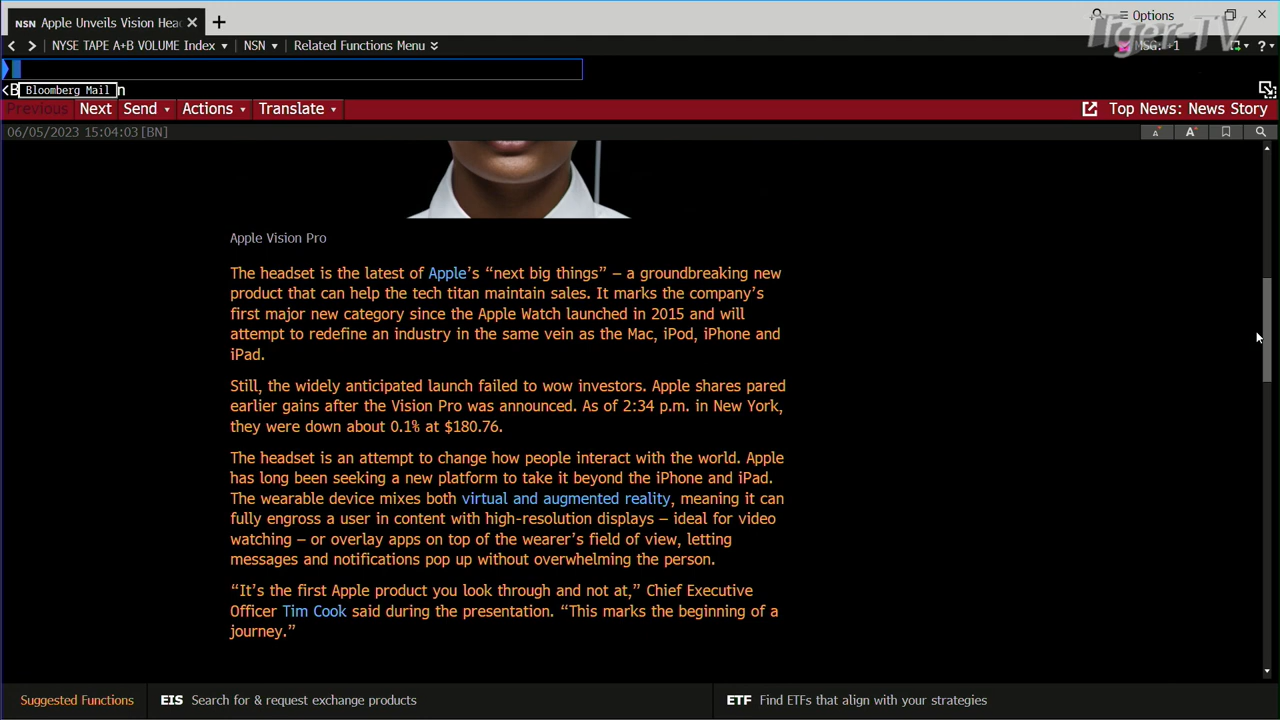 NSN Apple Unveils Vision Hea
Options
NYSE TAPE A+B VOLUME Index NSN Related Functions Menu
MSG: +1
Tiger-TV
<B Bloomberg Mail n
Previous Next Send Actions Translate Top News: News Story
06/05/2023 15:04:03[BN]
Apple Vision Pro
The headset is the latest of Apple’s “next big things” – a groundbreaking new
product that can help the tech titan maintain sales. It marks the company’s
first major new category since the Apple Watch launched in 2015 and will
attempt to redefine an industry in the same vein as the Mac, iPod, iPhone and
iPad.
Still, the widely anticipated launch failed to wow investors. Apple shares pared
earlier gains after the Vision Pro was announced. As of 2:34 p.m. in New York,
they were down about 0.1% at $180.76.
The headset is an attempt to change how people interact with the world. Apple
has long been seeking a new platform to take it beyond the iPhone and iPad.
The wearable device mixes both virtual and augmented reality, meaning it can
fully engross a user in content with high-resolution displays – ideal for video
watching – or overlay apps on top of the wearer’s field of view, letting
messages and notifications pop up without overwhelming the person.
“It’s the first Apple product you look through and not at,” Chief Executive
Officer Tim Cook said during the presentation. “This marks the beginning of a
journey.”
Suggested Functions EIS Search for & request exchange products ETF Find ETFs that align with your strategies